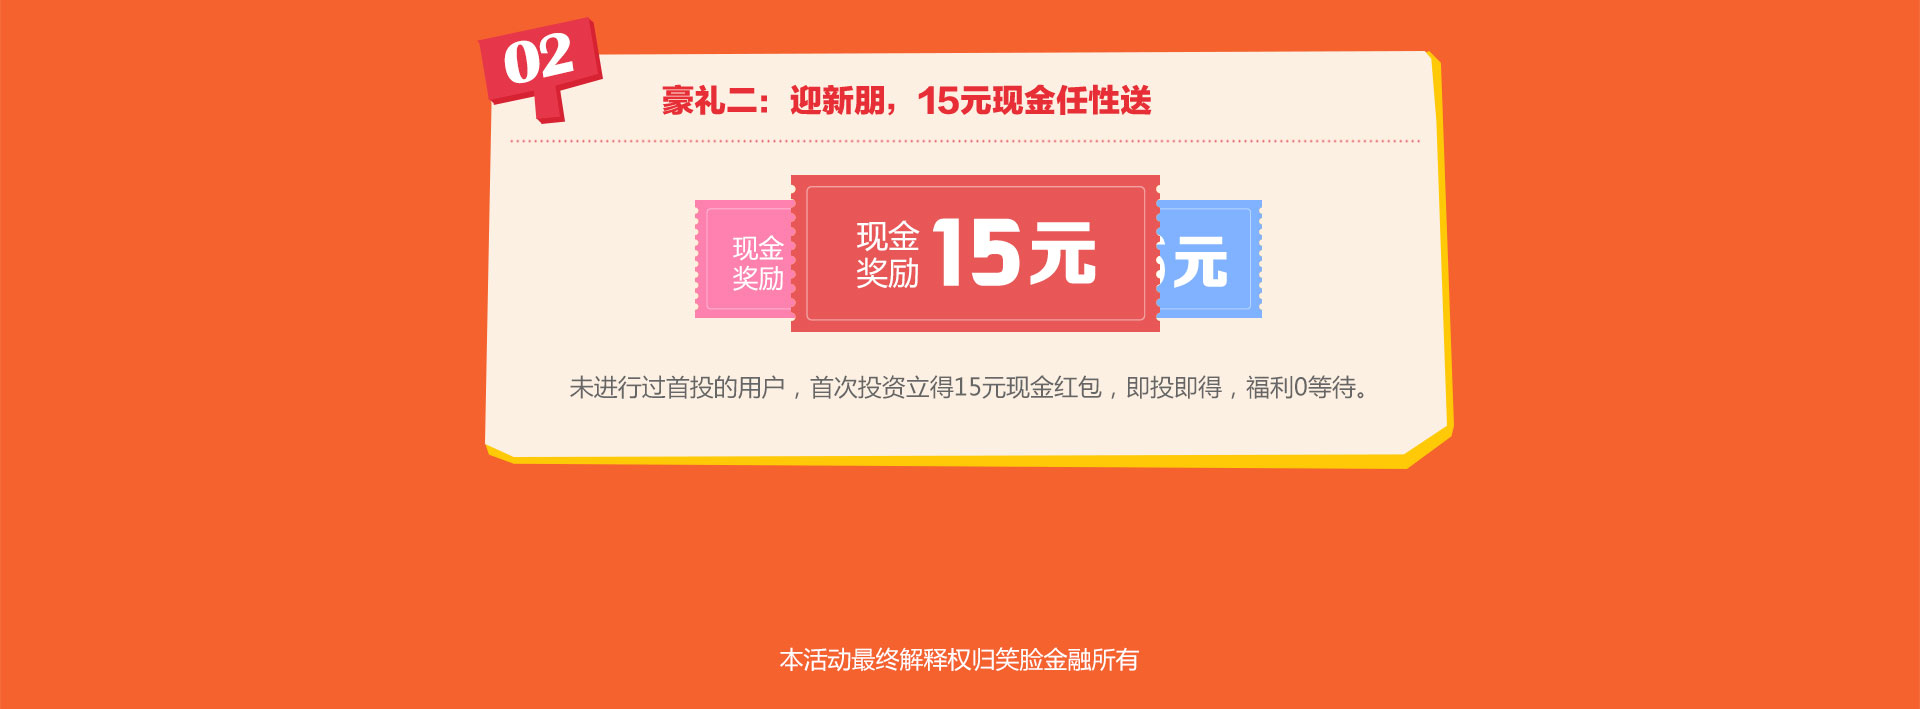 02
豪礼二：迎新朋，15元现金任性送
现金
奖励
现金
奖励
15元
元
未进行过首投的用户，首次投资立得15元现金红包，即投即得，福利0等待。
本活动最终解释权归笑脸金融所有